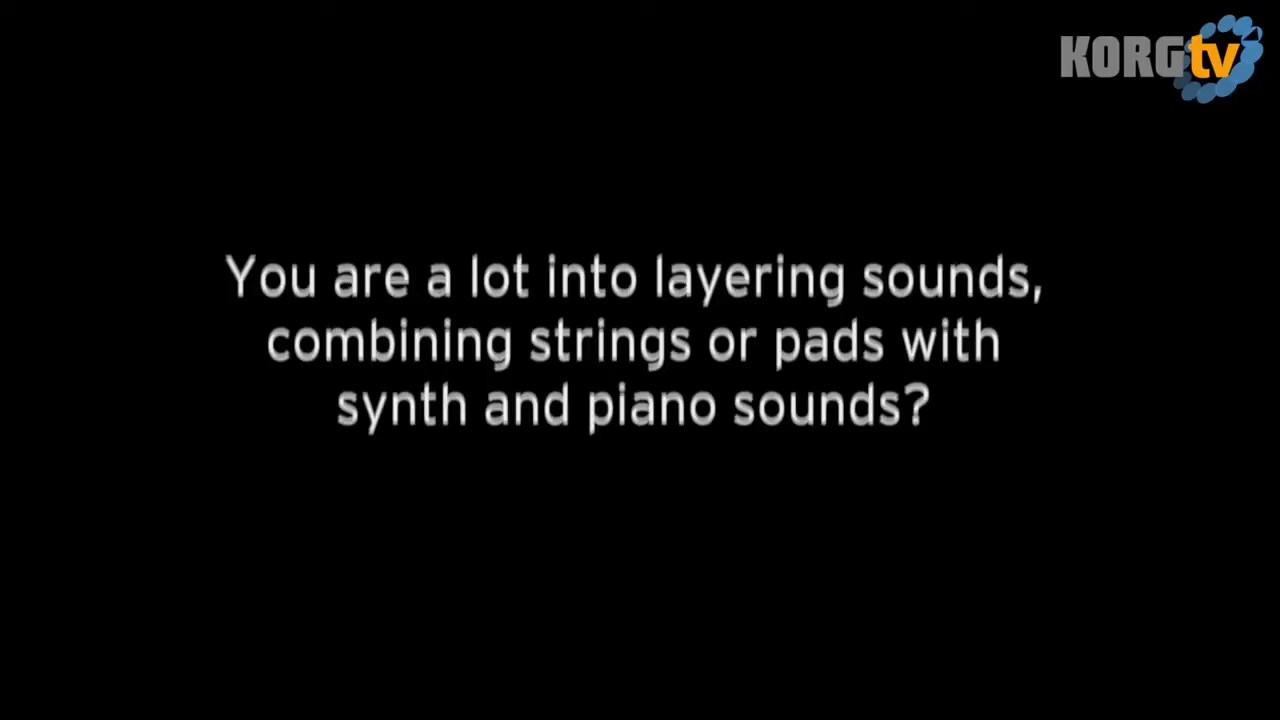 KORGtv
You are a lot into layering sounds,
combining strings or pads with
synth and piano sounds?